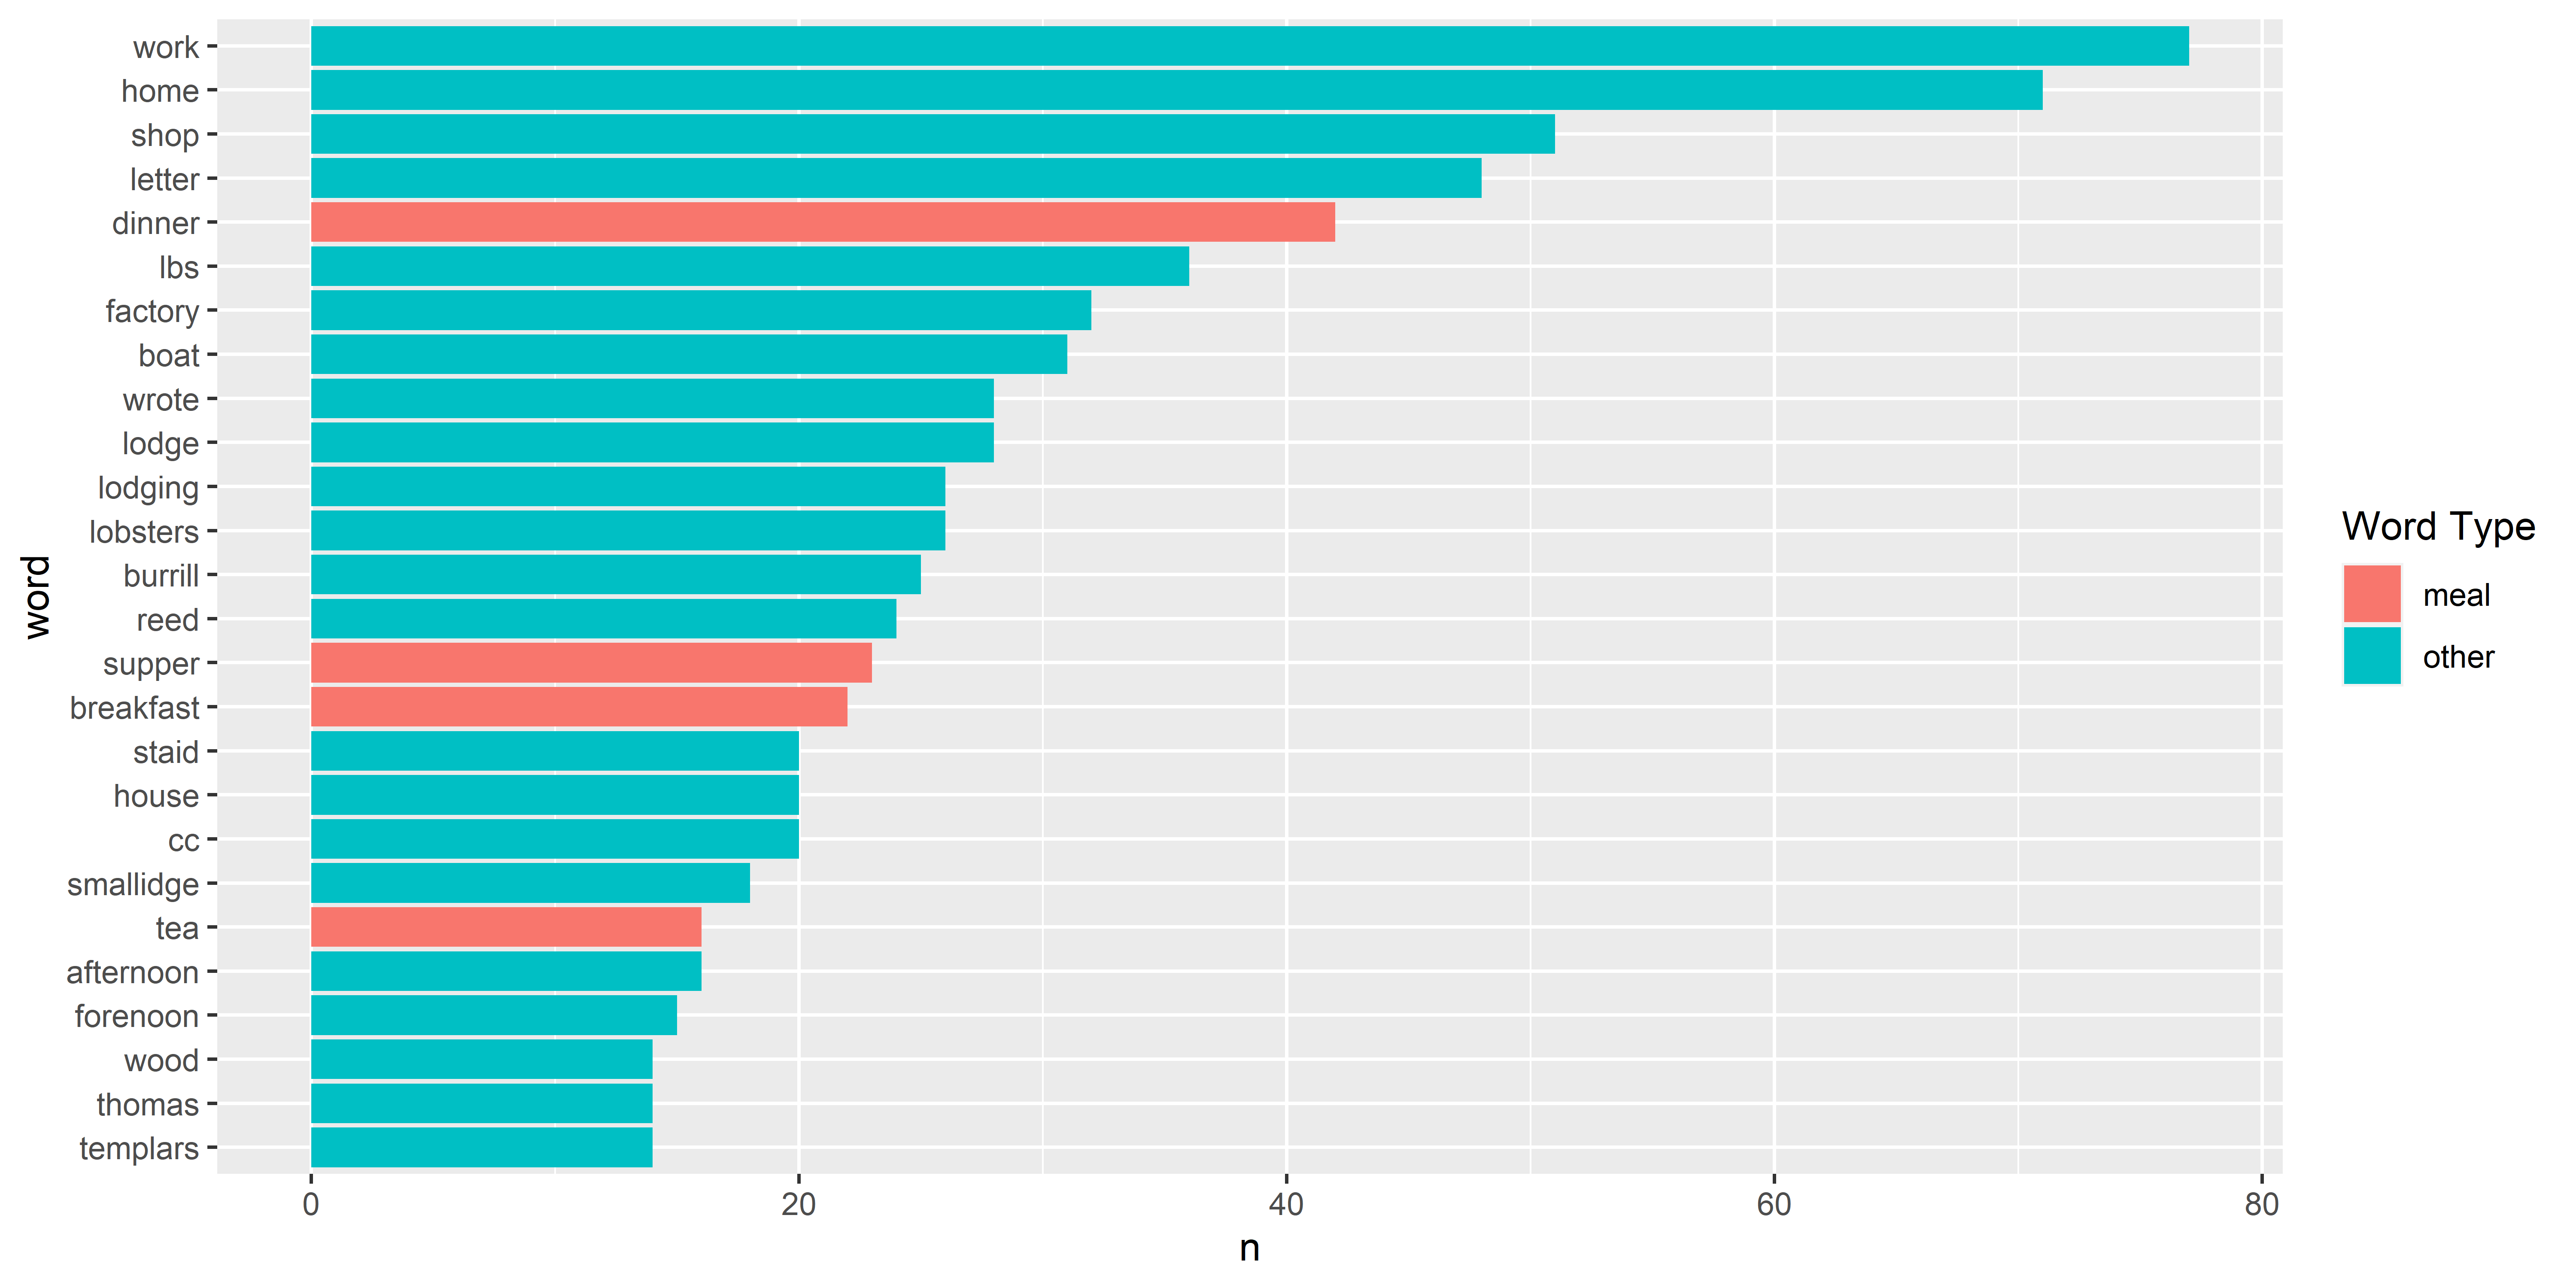 work
home
shop
letter
dinner
lbs
factory
boat
wrote
lodge
lodging
lobsters
burrill
reed
supper
breakfast
staid
house
cc
smallidge
tea
afternoon
forenoon
wood
thomas
templars
word
0 20 40 60 80
n
Word Type
meal
other